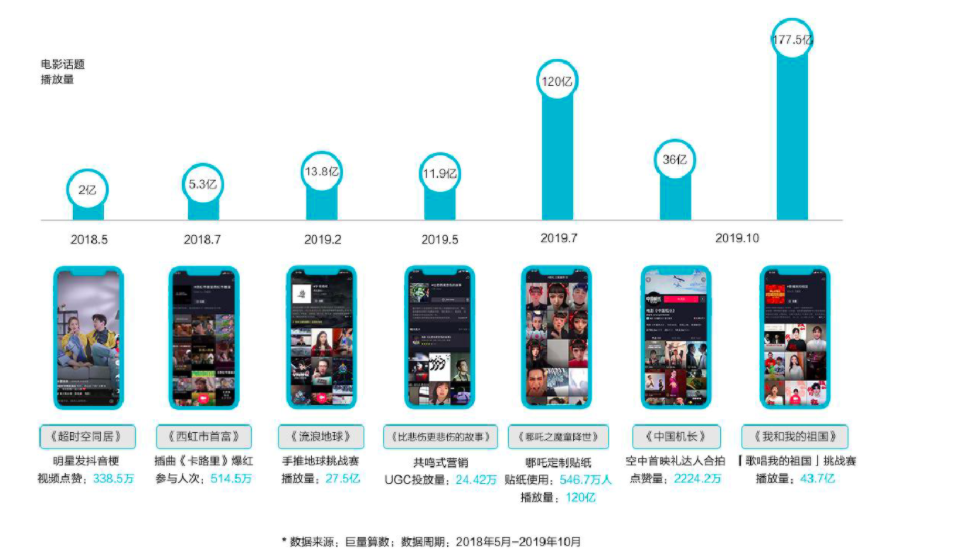 电影话题
播放量
2亿
5.3亿
13.8亿
11.9亿
120亿
36亿
177.5亿
2018.5
2018.7
2019.2
2019.5
2019.7
2019.10
《超时空同居》
明星发抖音梗
视频点赞：338.5万
《西虹市首富》
插曲《卡路里》爆红
参与人次：514.5万
《流浪地球》
手推地球挑战赛
播放量：27.5亿
《比悲伤更悲伤的故事》
共鸣式营销
UGC投放量：24.42万
《哪吒之魔童降世》
哪吒定制贴纸
贴纸使用：546.7万人
播放量：120亿
《中国机长》
空中首映礼达人合拍
点赞量：2224.2万
《我和我的祖国》
「歌唱我的祖国」挑战赛
播放量：43.7亿
* 数据来源：巨量算数；数据周期：2018年5月-2019年10月